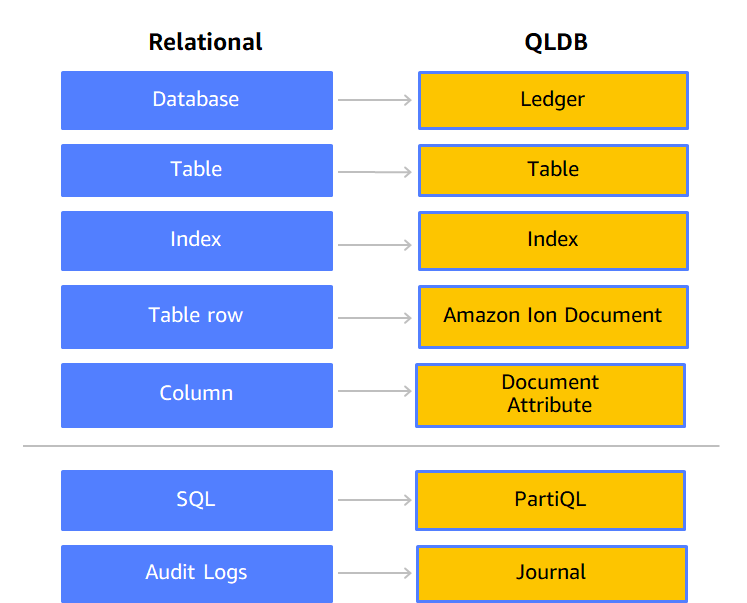 Relational
QLDB
Database
Ledger
Table
Table
Index
Index
Table row
Amazon Ion Document
Column
Document
Attribute
SQL
PartiQL
Audit Logs
Journal